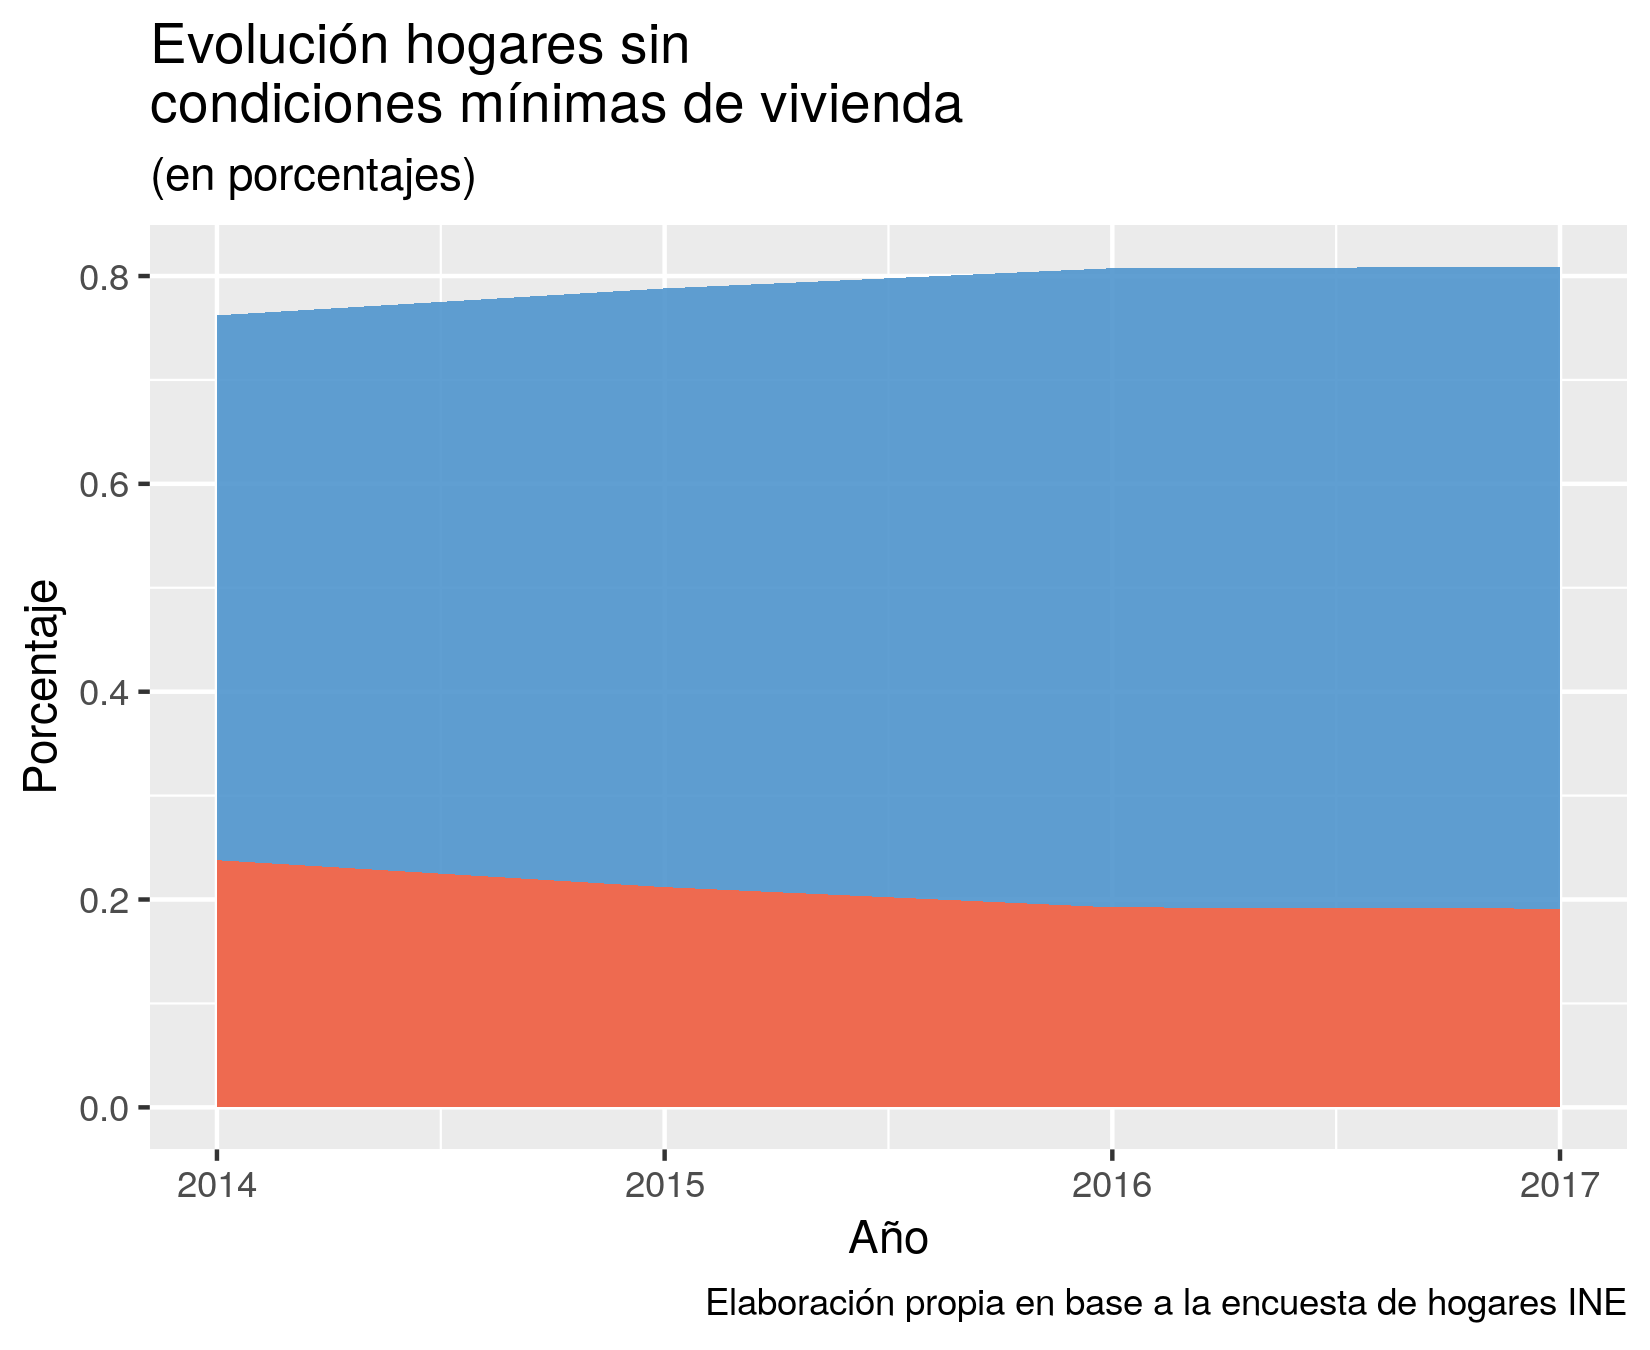 Evolución hogares sin
condiciones mínimas de vivienda
(en porcentajes)
Porcentaje
0.8
0.6
0.4
0.2
0.0
2014 2015 2016 2017
Año
Elaboración propia en base a la encuesta de hogares INE